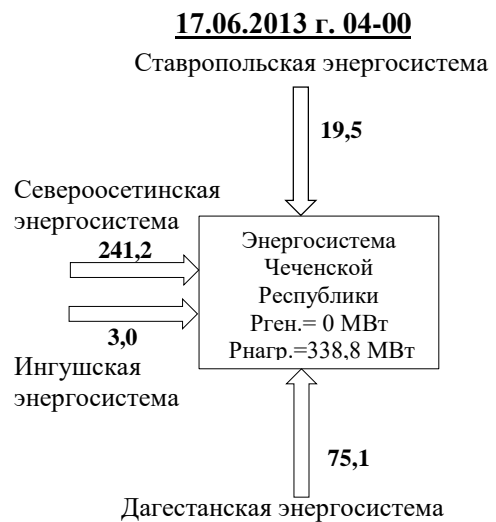 17.06.2013 г. 04-00
Ставропольская энергосистема
19,5
Североосетинская
энергосистема
241,2
3,0
Ингушская
энергосистема
Энергосистема
Чеченской
Республики
Рген.= 0 МВт
Рнагр.=338,8 МВт
75,1
Дагестанская энергосистема